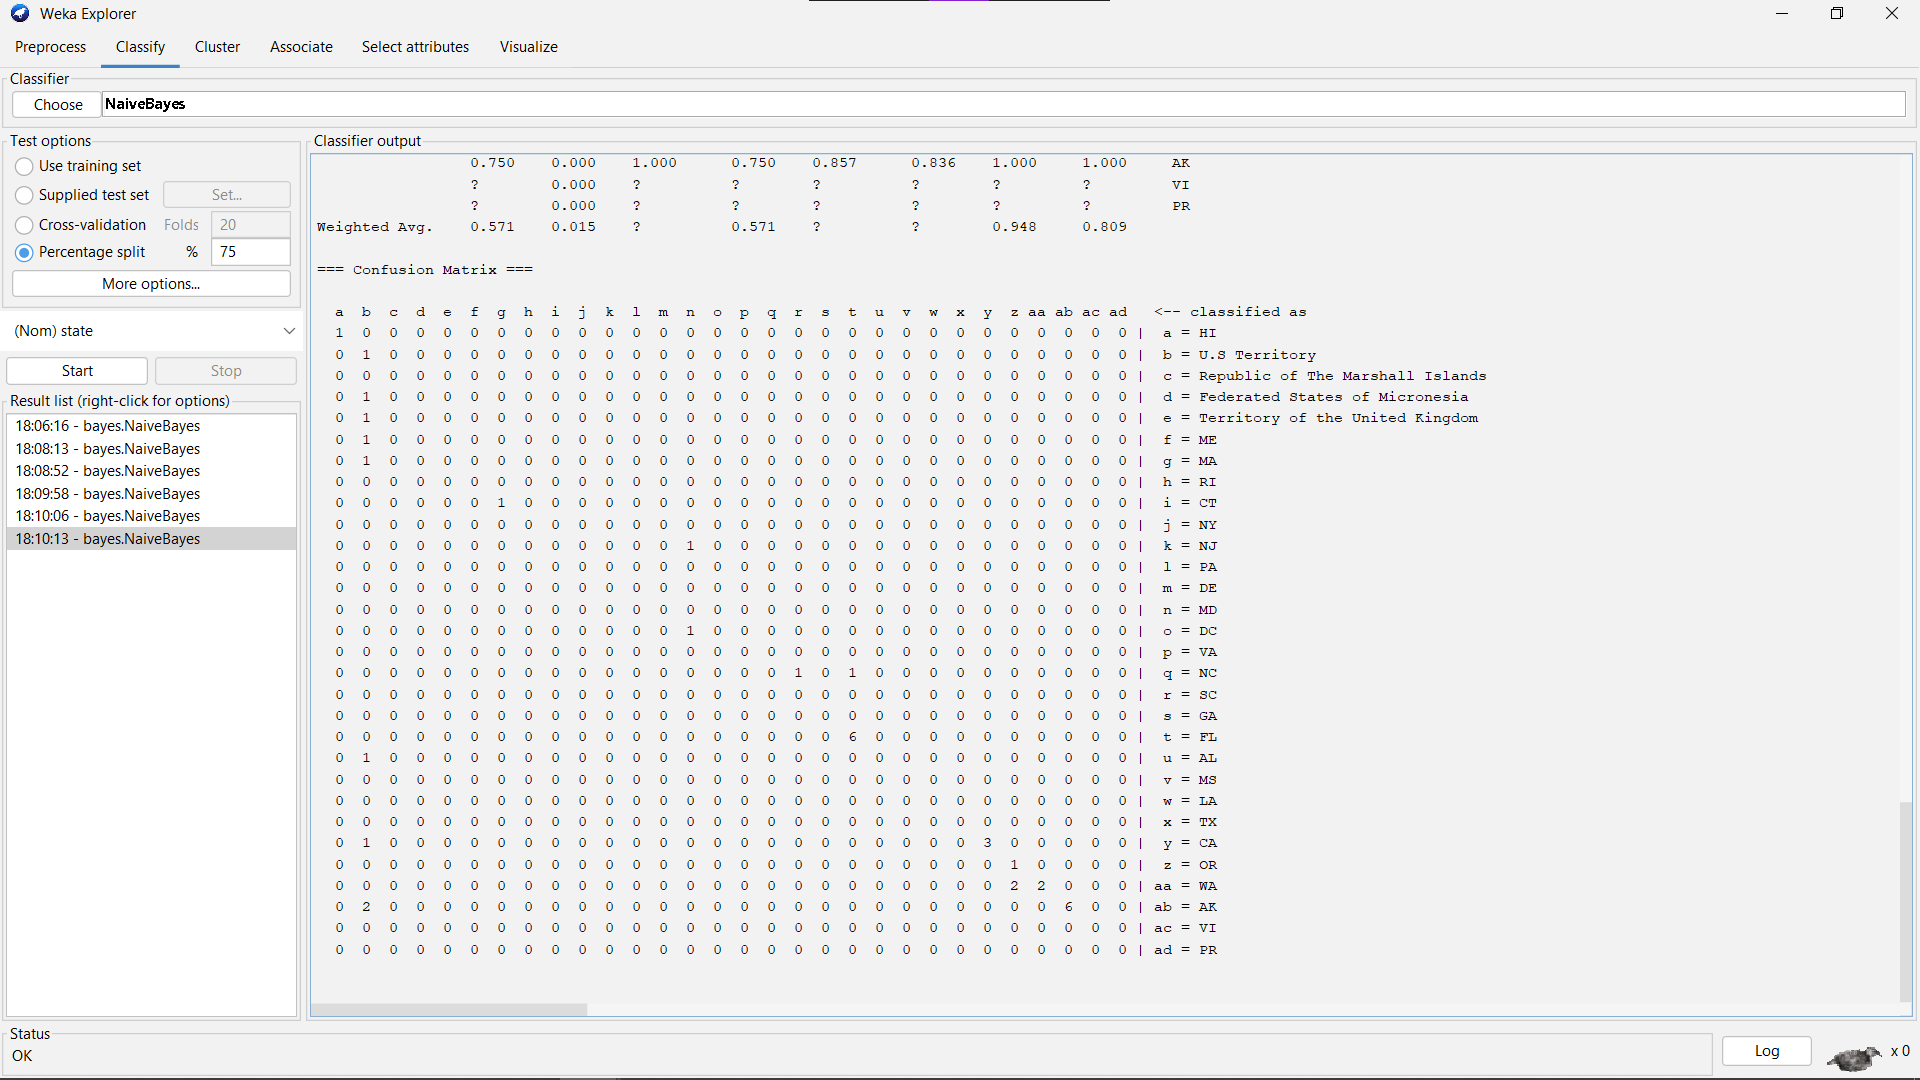 Weka Explorer
Preprocess Classify Cluster Associate Select attributes Visualize
Classifier
Choose NaiveBayes
Test options
Use training set
Supplied test set Set...
Cross-validation Folds 20
Percentage split % 75
More options...
(Nom) state
Start Stop
Result list (right-click for options)
18:06:16 - bayes.NaiveBayes
18:08:13 - bayes.NaiveBayes
18:08:52 - bayes.NaiveBayes
18:09:58 - bayes.NaiveBayes
18:10:06 - bayes.NaiveBayes
18:10:13 - bayes.NaiveBayes
Classifier output
0.750 0.000 1.000 0.750 0.857 0.836 1.000 1.000 AK
? 0.000 ? ? ? ? ? ? VI
? 0.000 ? ? ? ? ? ? PR
Weighted Avg. 0.571 0.015 ? 0.571 ? ? 0.948 0.809
=== Confusion Matrix ===
a b c d e f g h i j k l m n o p q r s t u v w x y z aa ab ac ad <-- classified as
1 0 0 0 0 0 0 0 0 0 0 0 0 0 0 0 0 0 0 0 0 0 0 0 0 0 0 0 0 0 | a = HI
0 1 0 0 0 0 0 0 0 0 0 0 0 0 0 0 0 0 0 0 0 0 0 0 0 0 0 0 0 0 | b = U.S Territory
0 0 0 0 0 0 0 0 0 0 0 0 0 0 0 0 0 0 0 0 0 0 0 0 0 0 0 0 0 0 | c = Republic of The Marshall Islands
0 1 0 0 0 0 0 0 0 0 0 0 0 0 0 0 0 0 0 0 0 0 0 0 0 0 0 0 0 0 | d = Federated States of Micronesia
0 1 0 0 0 0 0 0 0 0 0 0 0 0 0 0 0 0 0 0 0 0 0 0 0 0 0 0 0 0 | e = Territory of the United Kingdom
0 1 0 0 0 0 0 0 0 0 0 0 0 0 0 0 0 0 0 0 0 0 0 0 0 0 0 0 0 0 | f = ME
0 1 0 0 0 0 0 0 0 0 0 0 0 0 0 0 0 0 0 0 0 0 0 0 0 0 0 0 0 0 | g = MA
0 0 0 0 0 0 0 0 0 0 0 0 0 0 0 0 0 0 0 0 0 0 0 0 0 0 0 0 0 0 | h = RI
0 0 0 0 0 0 1 0 0 0 0 0 0 0 0 0 0 0 0 0 0 0 0 0 0 0 0 0 0 0 | i = CT
0 0 0 0 0 0 0 0 0 0 0 0 0 0 0 0 0 0 0 0 0 0 0 0 0 0 0 0 0 0 | j = NY
0 0 0 0 0 0 0 0 0 0 0 0 0 1 0 0 0 0 0 0 0 0 0 0 0 0 0 0 0 0 | k = NJ
0 0 0 0 0 0 0 0 0 0 0 0 0 0 0 0 0 0 0 0 0 0 0 0 0 0 0 0 0 0 | l = PA
0 0 0 0 0 0 0 0 0 0 0 0 0 0 0 0 0 0 0 0 0 0 0 0 0 0 0 0 0 0 | m = DE
0 0 0 0 0 0 0 0 0 0 0 0 0 0 0 0 0 0 0 0 0 0 0 0 0 0 0 0 0 0 | n = MD
0 0 0 0 0 0 0 0 0 0 0 0 0 1 0 0 0 0 0 0 0 0 0 0 0 0 0 0 0 0 | o = DC
0 0 0 0 0 0 0 0 0 0 0 0 0 0 0 0 0 0 0 0 0 0 0 0 0 0 0 0 0 0 | p = VA
0 0 0 0 0 0 0 0 0 0 0 0 0 0 0 0 0 1 0 1 0 0 0 0 0 0 0 0 0 0 | q = NC
0 0 0 0 0 0 0 0 0 0 0 0 0 0 0 0 0 0 0 0 0 0 0 0 0 0 0 0 0 0 | r = SC
0 0 0 0 0 0 0 0 0 0 0 0 0 0 0 0 0 0 0 0 0 0 0 0 0 0 0 0 0 0 | s = GA
0 0 0 0 0 0 0 0 0 0 0 0 0 0 0 0 0 0 0 6 0 0 0 0 0 0 0 0 0 0 | t = FL
0 1 0 0 0 0 0 0 0 0 0 0 0 0 0 0 0 0 0 0 0 0 0 0 0 0 0 0 0 0 | u = AL
0 0 0 0 0 0 0 0 0 0 0 0 0 0 0 0 0 0 0 0 0 0 0 0 0 0 0 0 0 0 | v = MS
0 0 0 0 0 0 0 0 0 0 0 0 0 0 0 0 0 0 0 0 0 0 0 0 0 0 0 0 0 0 | w = LA
0 0 0 0 0 0 0 0 0 0 0 0 0 0 0 0 0 0 0 0 0 0 0 0 0 0 0 0 0 0 | x = TX
0 1 0 0 0 0 0 0 0 0 0 0 0 0 0 0 0 0 0 0 0 0 0 0 3 0 0 0 0 0 | y = CA
0 0 0 0 0 0 0 0 0 0 0 0 0 0 0 0 0 0 0 0 0 0 0 0 0 1 0 0 0 0 | z = OR
0 0 0 0 0 0 0 0 0 0 0 0 0 0 0 0 0 0 0 0 0 0 0 0 0 2 2 0 0 0 | aa = WA
0 2 0 0 0 0 0 0 0 0 0 0 0 0 0 0 0 0 0 0 0 0 0 0 0 0 0 6 0 0 | ab = AK
0 0 0 0 0 0 0 0 0 0 0 0 0 0 0 0 0 0 0 0 0 0 0 0 0 0 0 0 0 0 | ac = VI
0 0 0 0 0 0 0 0 0 0 0 0 0 0 0 0 0 0 0 0 0 0 0 0 0 0 0 0 0 0 | ad = PR
Status
OK
Log
x 0